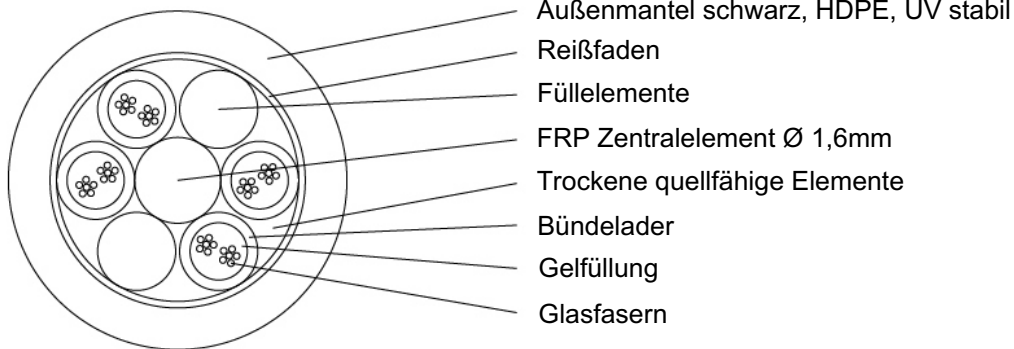 Außenmantel schwarz, HDPE, UV stabil
Reißfaden
Füllelemente
FRP Zentralelement Ø 1,6mm
Trockene quellfähige Elemente
Bündelader
Gelfüllung
Glasfasern